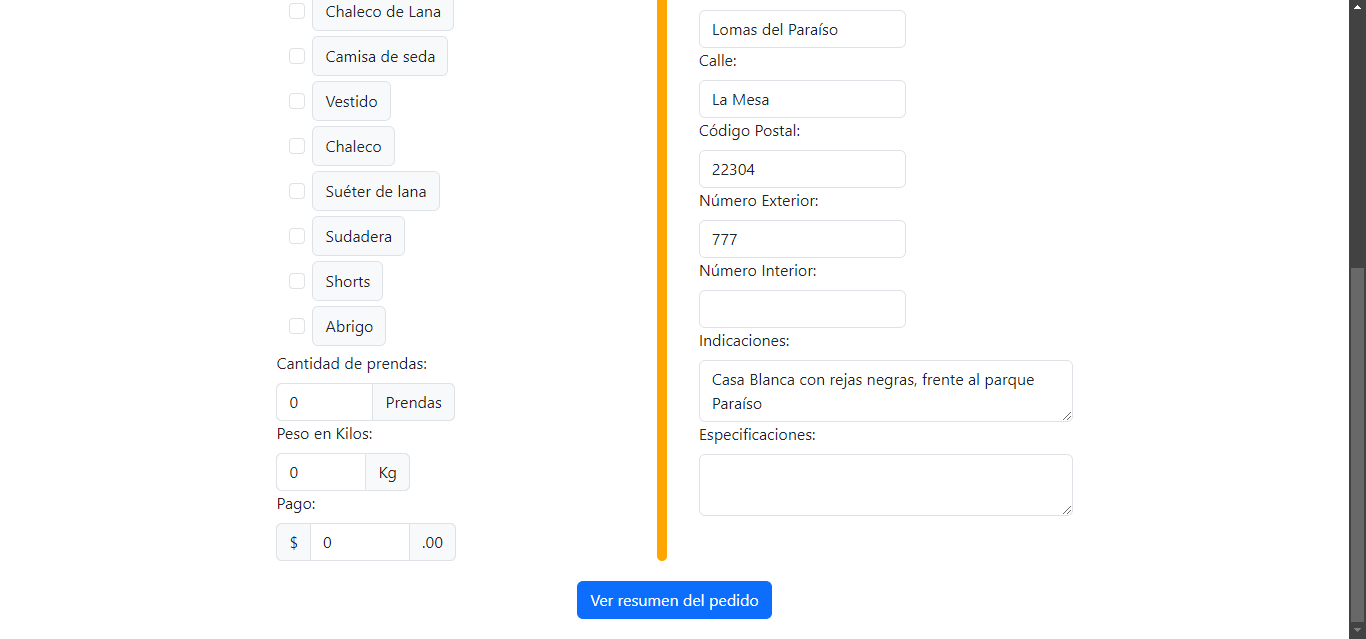 Chaleco de Lana
Camisa de seda
Vestido
Chaleco
Suéter de lana
Sudadera
Shorts
Abrigo
Cantidad de prendas:
0 Prendas
Peso en Kilos:
0 Kg
Pago:
$ 0 .00
Lomas del Paraíso
Calle:
La Mesa
Código Postal:
22304
Número Exterior:
777
Número Interior:
Indicaciones:
Casa Blanca con rejas negras, frente al parque
Paraíso
Especificaciones:
Ver resumen del pedido